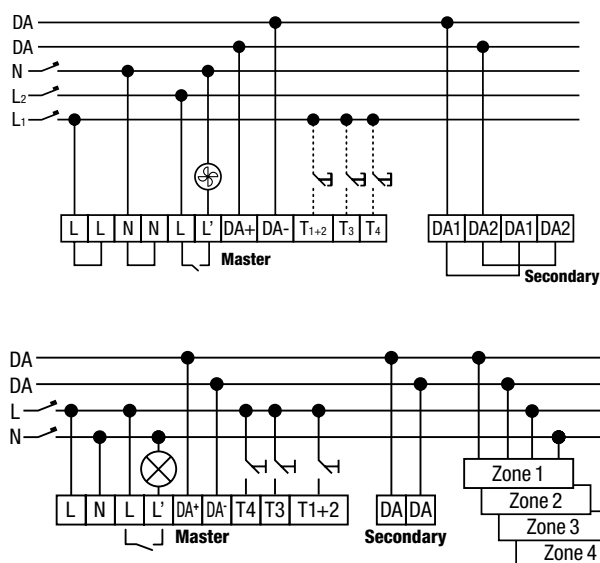 DA
DA
N
L2
L1
L L N N L L' DA+ DA- T1+2 T3 T4
DA1 DA2 DA1 DA2
Master
Secondary
DA
DA
L
N
L N L L' DA+ DA- T4 T3 T1+2
DA DA
Master
Secondary
Zone 1
Zone 2
Zone 3
Zone 4